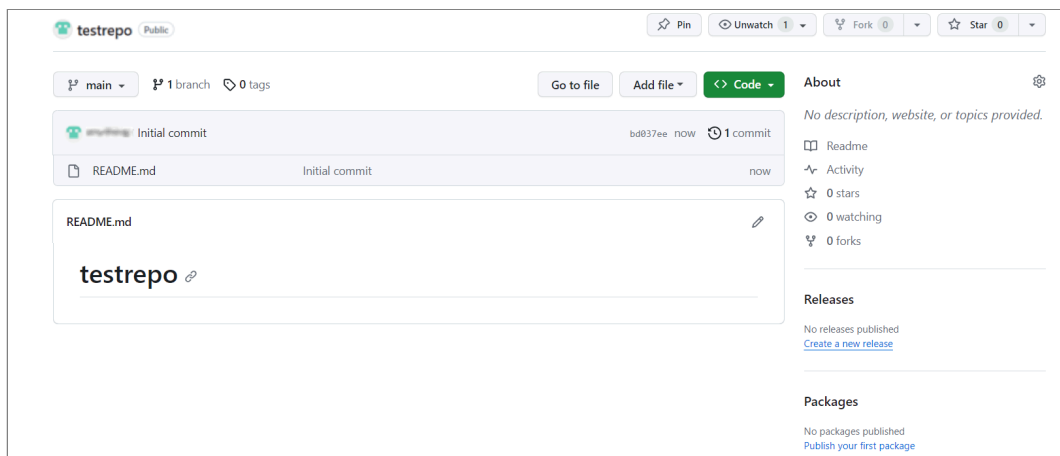 testrepo Public Pin Unwatch 1 Fork 0 Star 0
main 1 branch 0 tags Go to file Add file Code
Initial commit bd037ee now 1 commit
README.md Initial commit now
README.md
testrepo
About
No description, website, or topics provided.
Readme
Activity
0 stars
0 watching
0 forks
Releases
No releases published
Create a new release
Packages
No packages published
Publish your first package